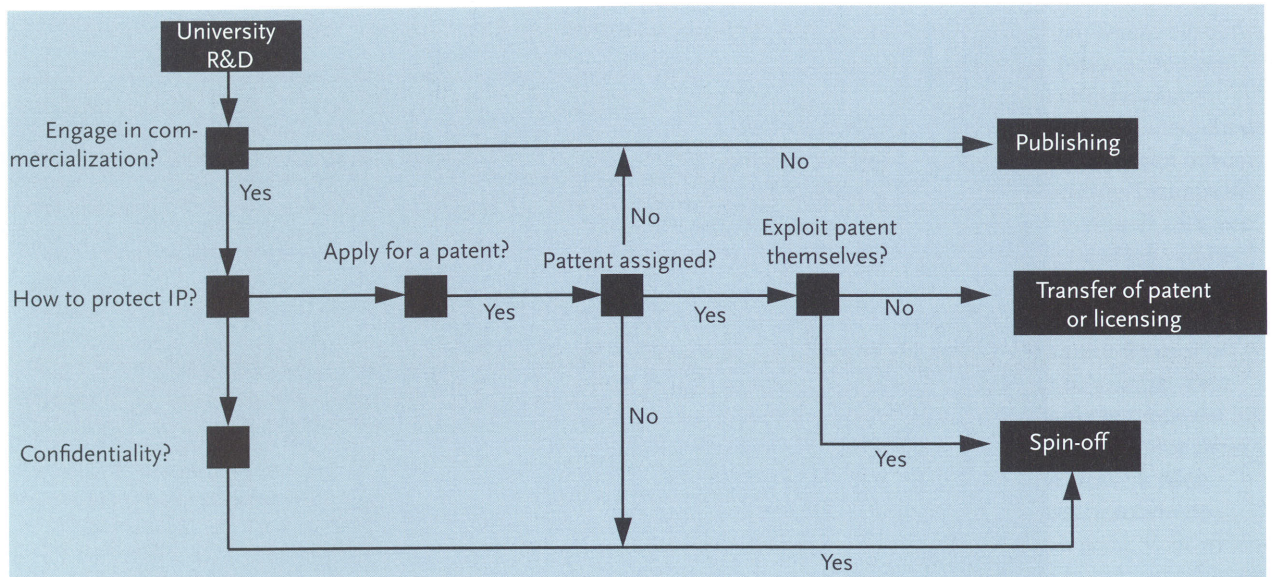 University
R&D
Engage in com-
mercialization?
Publishing
No
Yes
No
Exploit patent
themselves?
Apply for a patent?
Pattent assigned?
How to protect IP?
Yes
Yes
No
Transfer of patent
or licensing
No
Confidentiality?
Yes
Spin-off
Yes